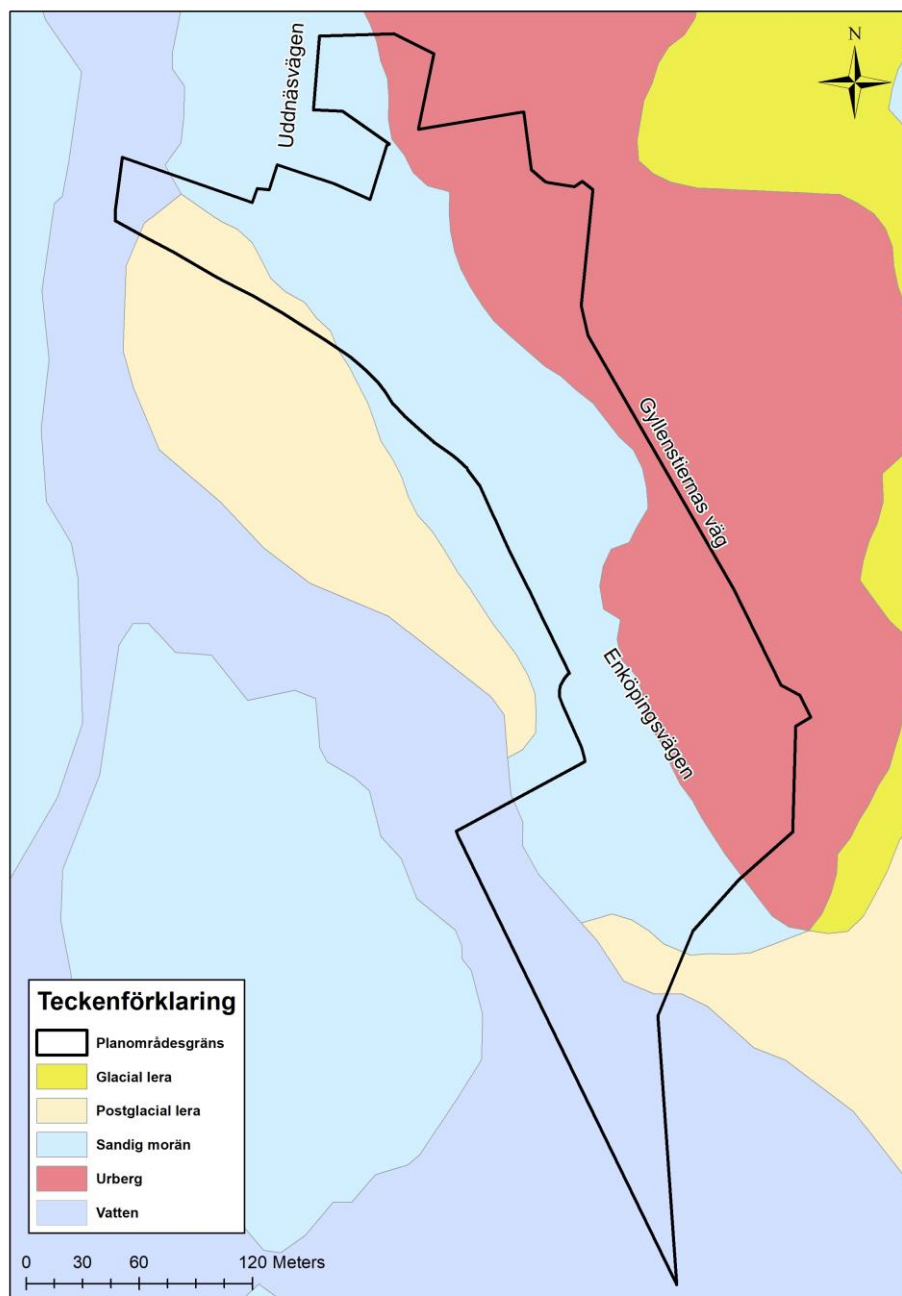 Uddnäsvägen
N
Gyllenstiernas väg
Enköpingsvägen
Teckenförklaring
Planområdesgräns
Glacial lera
Postglacial lera
Sandig morän
Urberg
Vatten
0 30 60 120 Meters